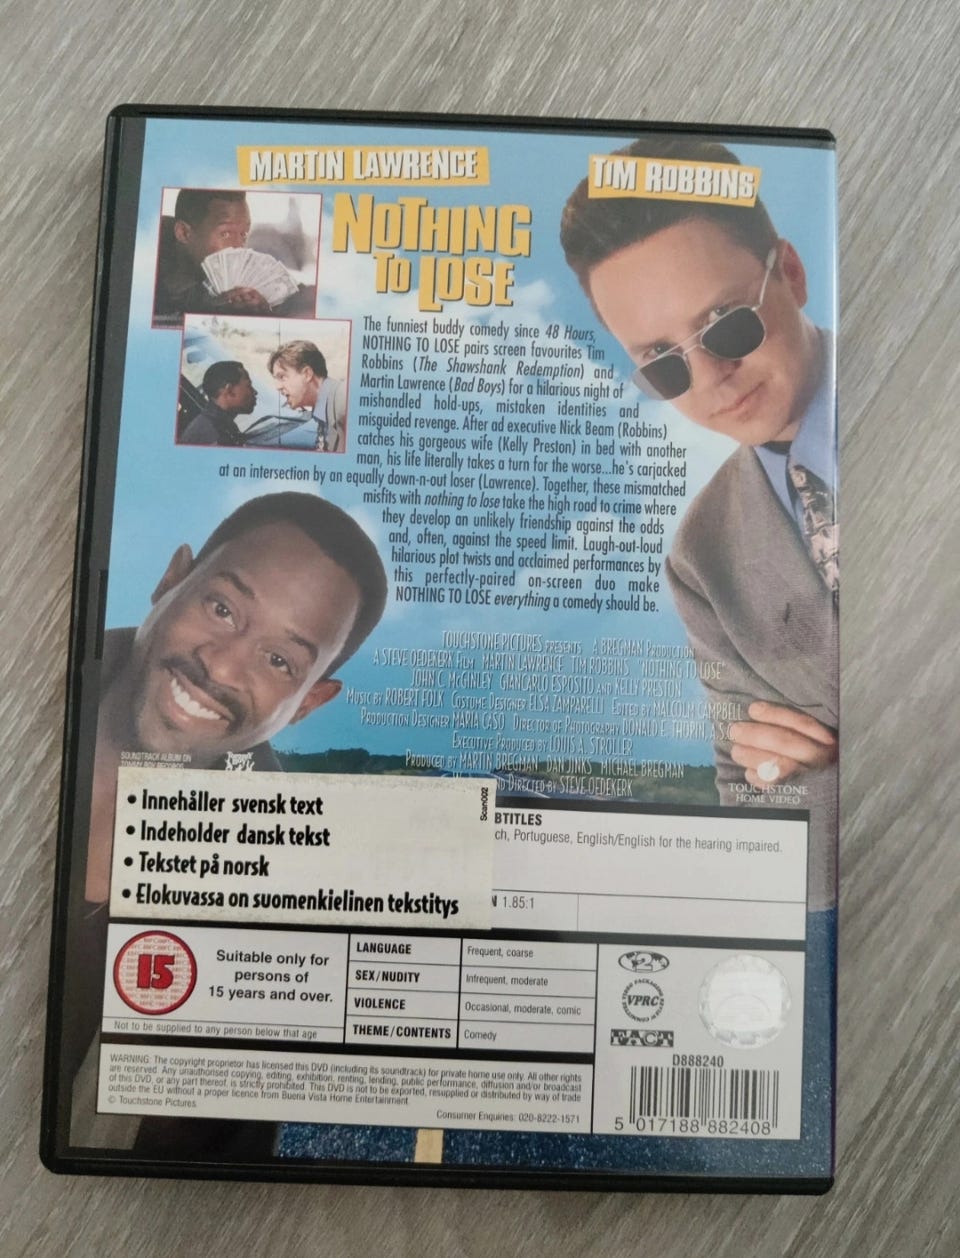 MARTIN LAWRENCE
TIM ROBBINS
NOTHING
TO LOSE
The funniest buddy comedy since 48 Hours,
NOTHING TO LOSE pairs screen favourites Tim
Robbins (The Shawshank Redemption) and
Martin Lawrence (Bad Boys) for a hilarious night of
mishandled hold-ups, mistaken identities and
misguided revenge. After ad executive Nick Beam (Robbins)
catches his gorgeous wife (Kelly Preston) in bed with another
man, his life literally takes a turn for the worse...he's carjacked
at an intersection by an equally down-n-out loser (Lawrence). Together, these mismatched
misfits with nothing to lose take the high road to crime where
they develop an unlikely friendship against the odds
and, often, against the speed limit. Laugh-out-loud
hilarious plot twists and acclaimed performances by
this perfectly-paired on-screen duo make
NOTHING TO LOSE everything a comedy should be.
TOUCHSTONE PICTURES PRESENTS A BREGMAN PRODUCTION
A STEVE OEDEKERK FILM MARTIN LAWRENCE TIM ROBBINS "NOTHING TO LOSE"
JOHN C. McGINLEY GIANCARLO ESPOSITO AND KELLY PRESTON
MUSIC BY ROBERT FOLK COSTUME DESIGNER ELSA ZAMPARELLI EDITED BY MALCOLM CAMPBELL
PRODUCTION DESIGNER MARIA CASO DIRECTOR OF PHOTOGRAPHY DONALD E. THORIN, A.S.C.
EXECUTIVE PRODUCED BY LOUIS A. STROLLER
PRODUCED BY MARTIN BREGMAN DAN JINKS MICHAEL BREGMAN
DIRECTED BY STEVE OEDEKERK
SOUNDTRACK ALBUM ON
TOMMY BOY RECORDS
TOUCHSTONE
HOME VIDEO
• Innehåller svensk text
• Indeholder dansk tekst
• Tekstet på norsk
• Elokuvassa on suomenkielinen tekstitys
Scan002
BTITLES
ch, Portuguese, English/English for the hearing impaired.
N 1.85:1
15
Suitable only for
persons of
15 years and over.
Not to be supplied to any person below that age
LANGUAGE Frequent, coarse
SEX/NUDITY Infrequent, moderate
VIOLENCE Occasional, moderate, comic
THEME/CONTENTS Comedy
2
VPRC
FACT
WARNING: The copyright proprietor has licensed this DVD (including its soundtrack) for private home use only. All other rights
are reserved. Any unauthorised copying, editing, exhibition, renting, lending, public performance, diffusion and/or broadcast
of this DVD, or any part thereof, is strictly prohibited. This DVD is not to be exported, resupplied or distributed by way of trade
outside the EU without a proper licence from Buena Vista Home Entertainment.
© Touchstone Pictures.
Consumer Enquiries: 020-8222-1571
D888240
5 017188 882408